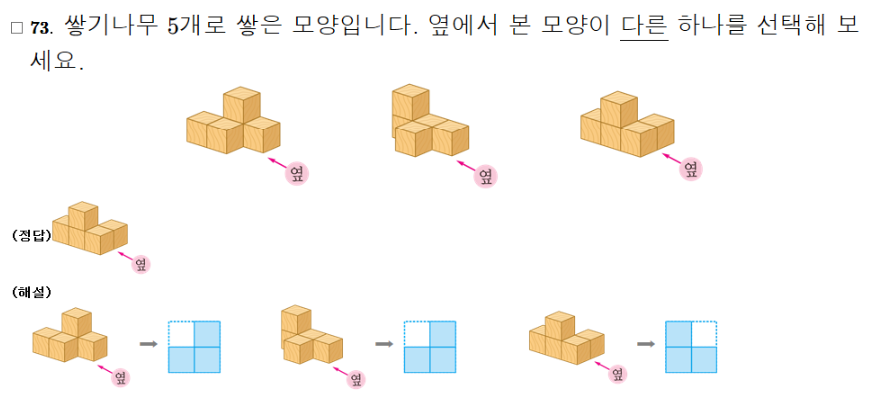 □ 73. 쌓기나무 5개로 쌓은 모양입니다. 옆에서 본 모양이 다른 하나를 선택해 보
세요.
옆 옆 옆
(정답)
옆
(해설)
옆 옆 옆